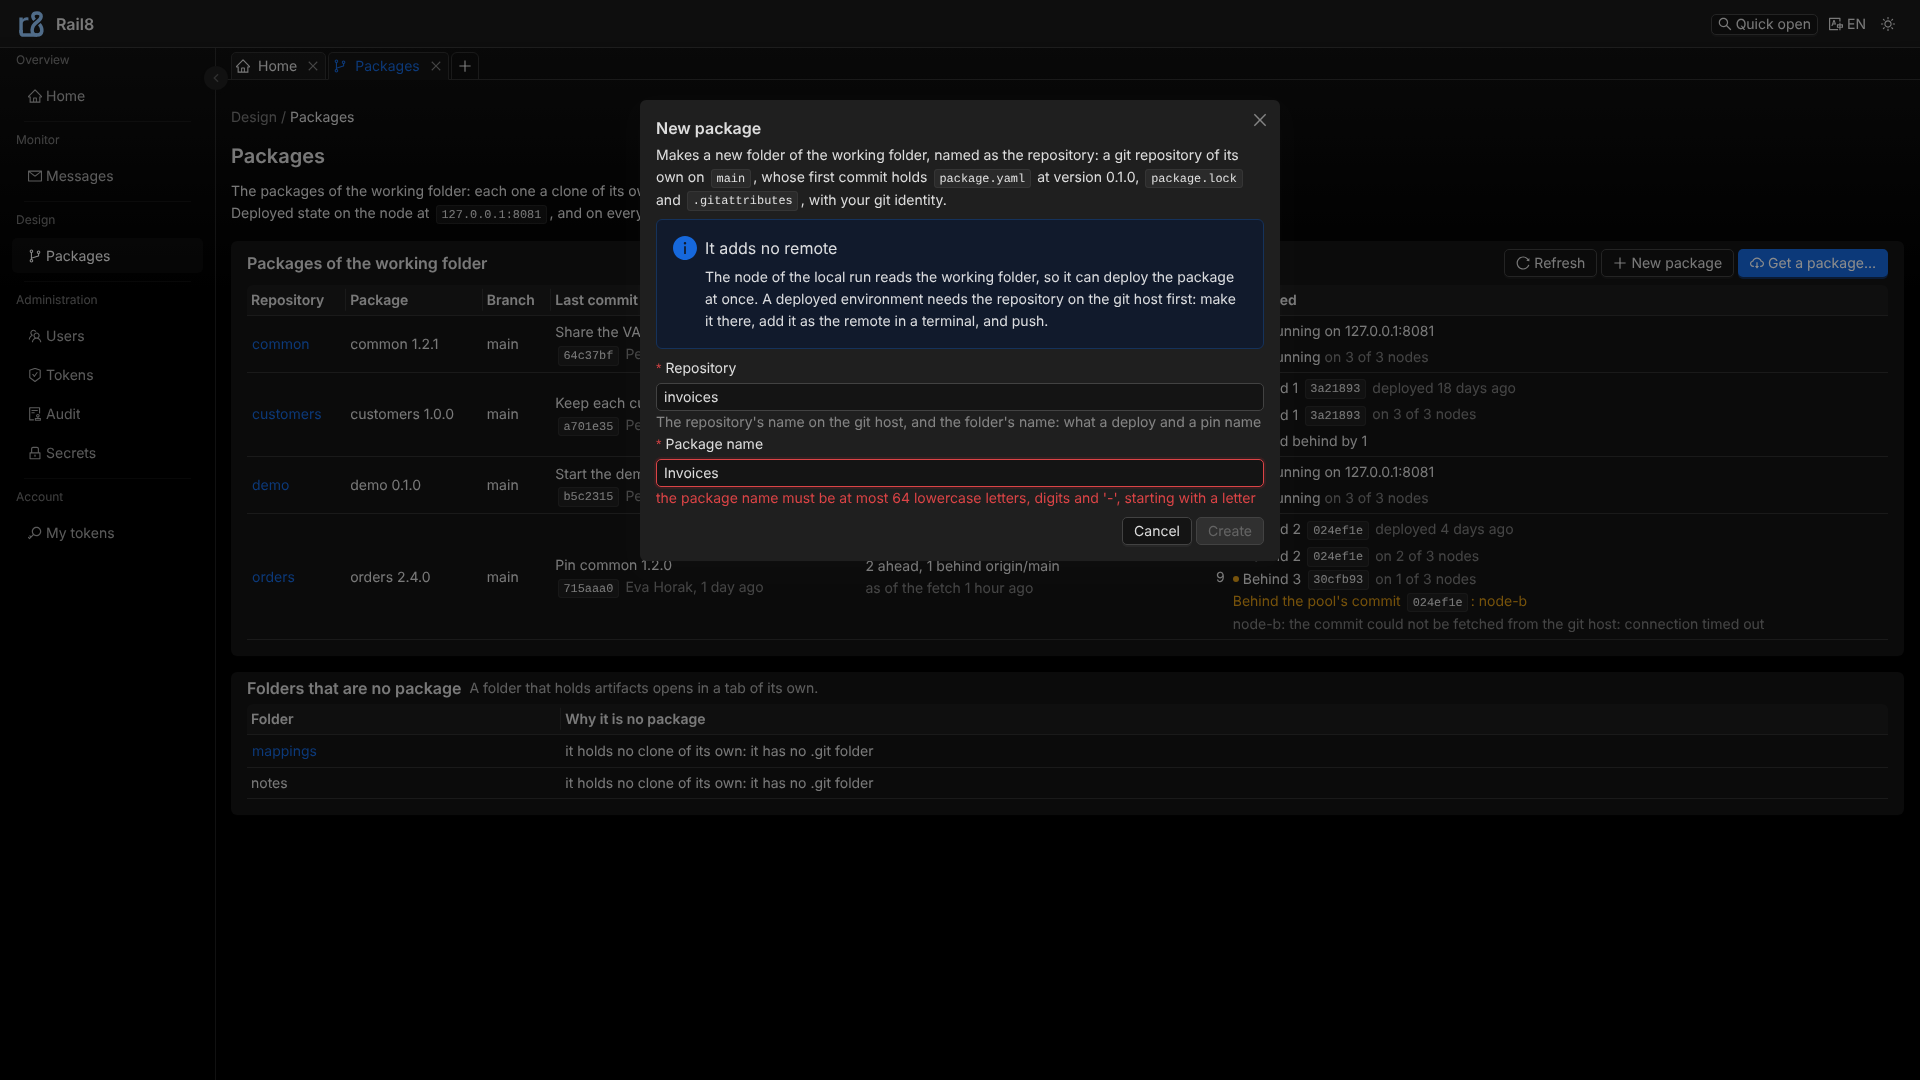 r8 Rail8
Quick open
EN
Overview
Home
Monitor
Messages
Design
Packages
Administration
Users
Tokens
Audit
Secrets
Account
My tokens
Home
Packages
Design / Packages
Packages
The packages of the working folder: each one a clone of its ow
Deployed state on the node at 127.0.0.1:8081, and on every
Packages of the working folder
Refresh
New package
Get a package...
Repository Package Branch Last commit ed
common common 1.2.1 main Share the VA
64c37bf Pe
unning on 127.0.0.1:8081
unning on 3 of 3 nodes
customers customers 1.0.0 main Keep each cu
a701e35 Pe
d 1 3a21893 deployed 18 days ago
d 1 3a21893 on 3 of 3 nodes
d behind by 1
demo demo 0.1.0 main Start the dem
b5c2315 Pe
unning on 127.0.0.1:8081
unning on 3 of 3 nodes
orders orders 2.4.0 main Pin common 1.2.0
715aaa0 Eva Horak, 1 day ago
2 ahead, 1 behind origin/main
as of the fetch 1 hour ago
9
d 2 024ef1e deployed 4 days ago
d 2 024ef1e on 2 of 3 nodes
Behind 3 30cfb93 on 1 of 3 nodes
Behind the pool's commit 024ef1e : node-b
node-b: the commit could not be fetched from the git host: connection timed out
Folders that are no package A folder that holds artifacts opens in a tab of its own.
Folder Why it is no package
mappings it holds no clone of its own: it has no .git folder
notes it holds no clone of its own: it has no .git folder
New package
Makes a new folder of the working folder, named as the repository: a git repository of its
own on main, whose first commit holds package.yaml at version 0.1.0, package.lock
and .gitattributes, with your git identity.
It adds no remote
The node of the local run reads the working folder, so it can deploy the package
at once. A deployed environment needs the repository on the git host first: make
it there, add it as the remote in a terminal, and push.
* Repository
invoices
The repository's name on the git host, and the folder's name: what a deploy and a pin name
* Package name
Invoices
the package name must be at most 64 lowercase letters, digits and '-', starting with a letter
Cancel
Create